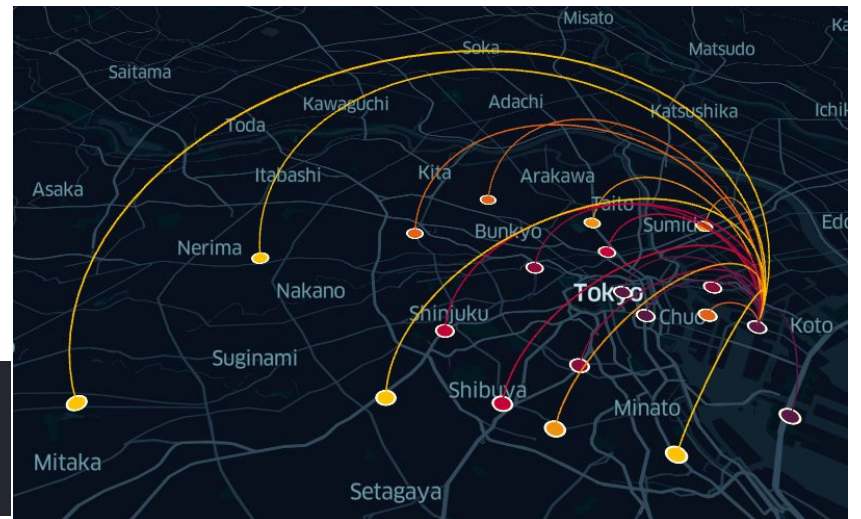 Misato
Ka
Soka
Matsudo
Saitama
Kawaguchi
Adachi
Katsushika
Ichik
Toda
Itabashi
Kita
Arakawa
Asaka
Taito
Bunkyo
Sumid
Edo
Nerima
Nakano
Tokyo
Shinjuku
Chuo
Koto
Suginami
Shibuya
Minato
Mitaka
Setagaya